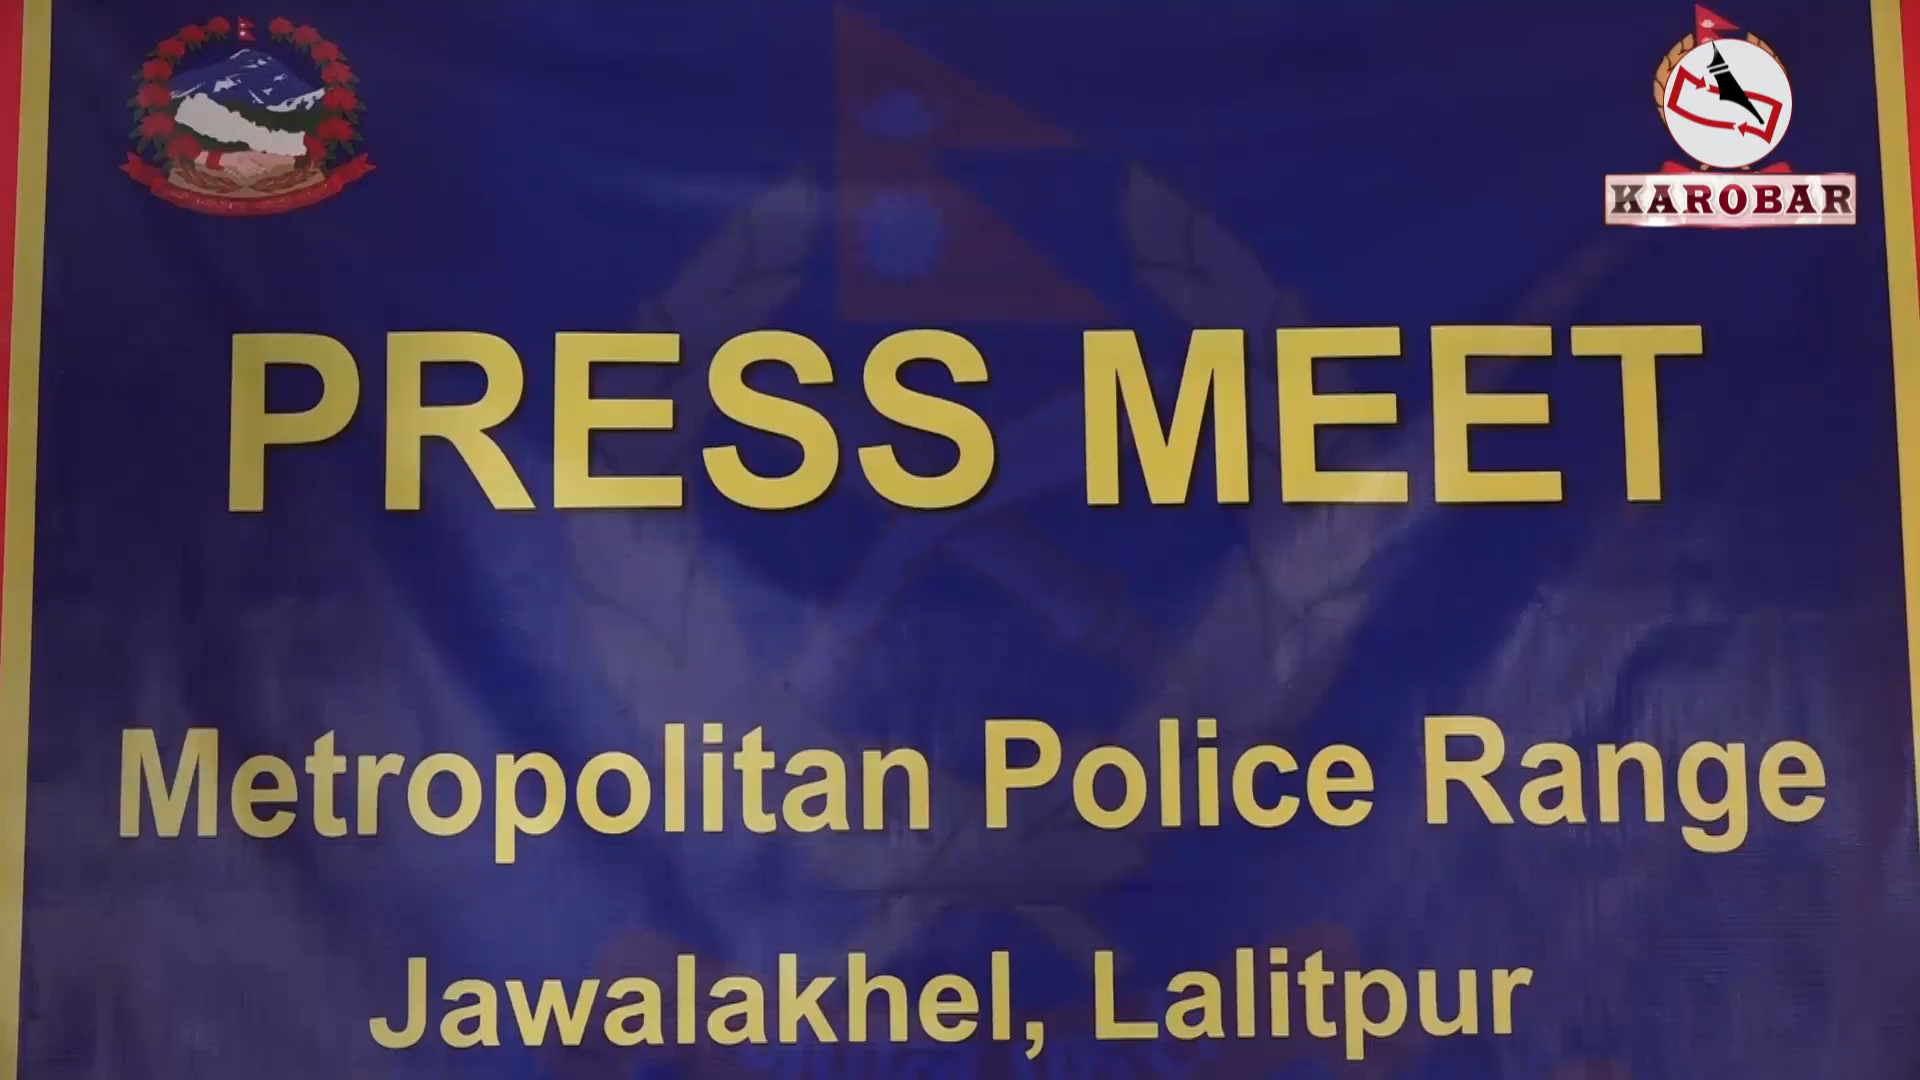 KAROBAR
PRESS MEET
Metropolitan Police Range
Jawalakhel, Lalitpur